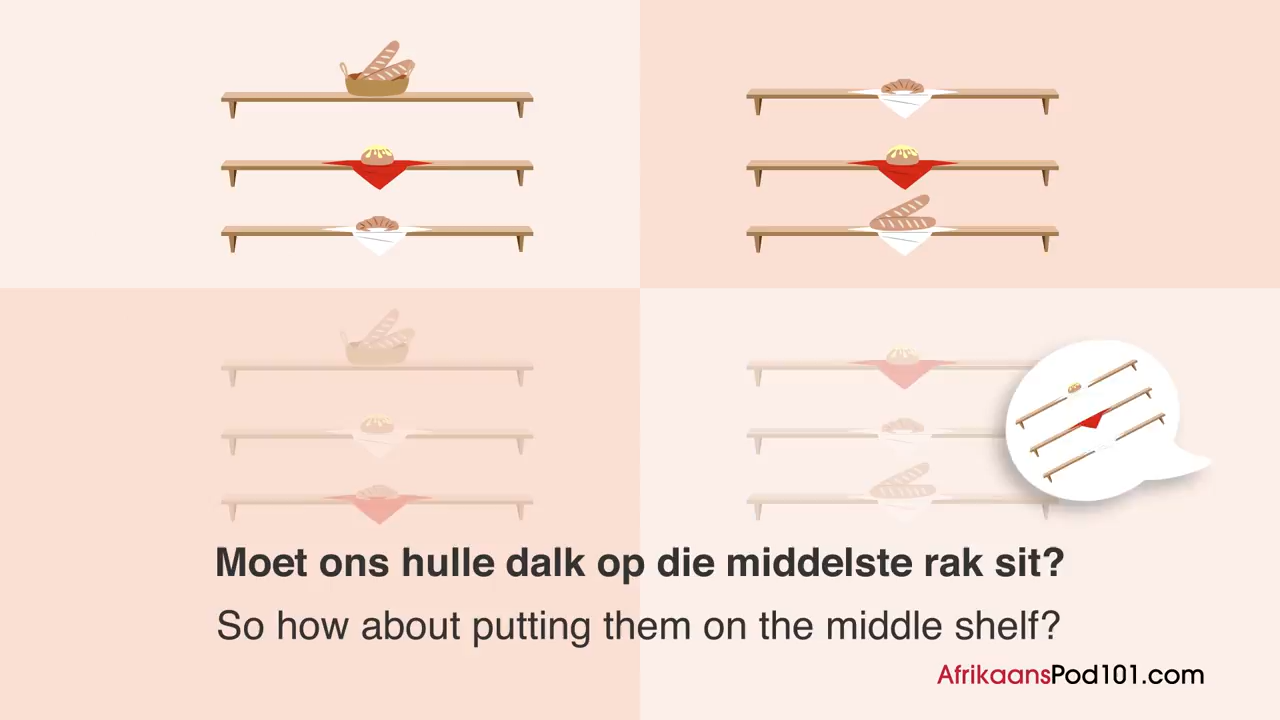 Moet ons hulle dalk op die middelste rak sit?
So how about putting them on the middle shelf?
AfrikaansPod101.com